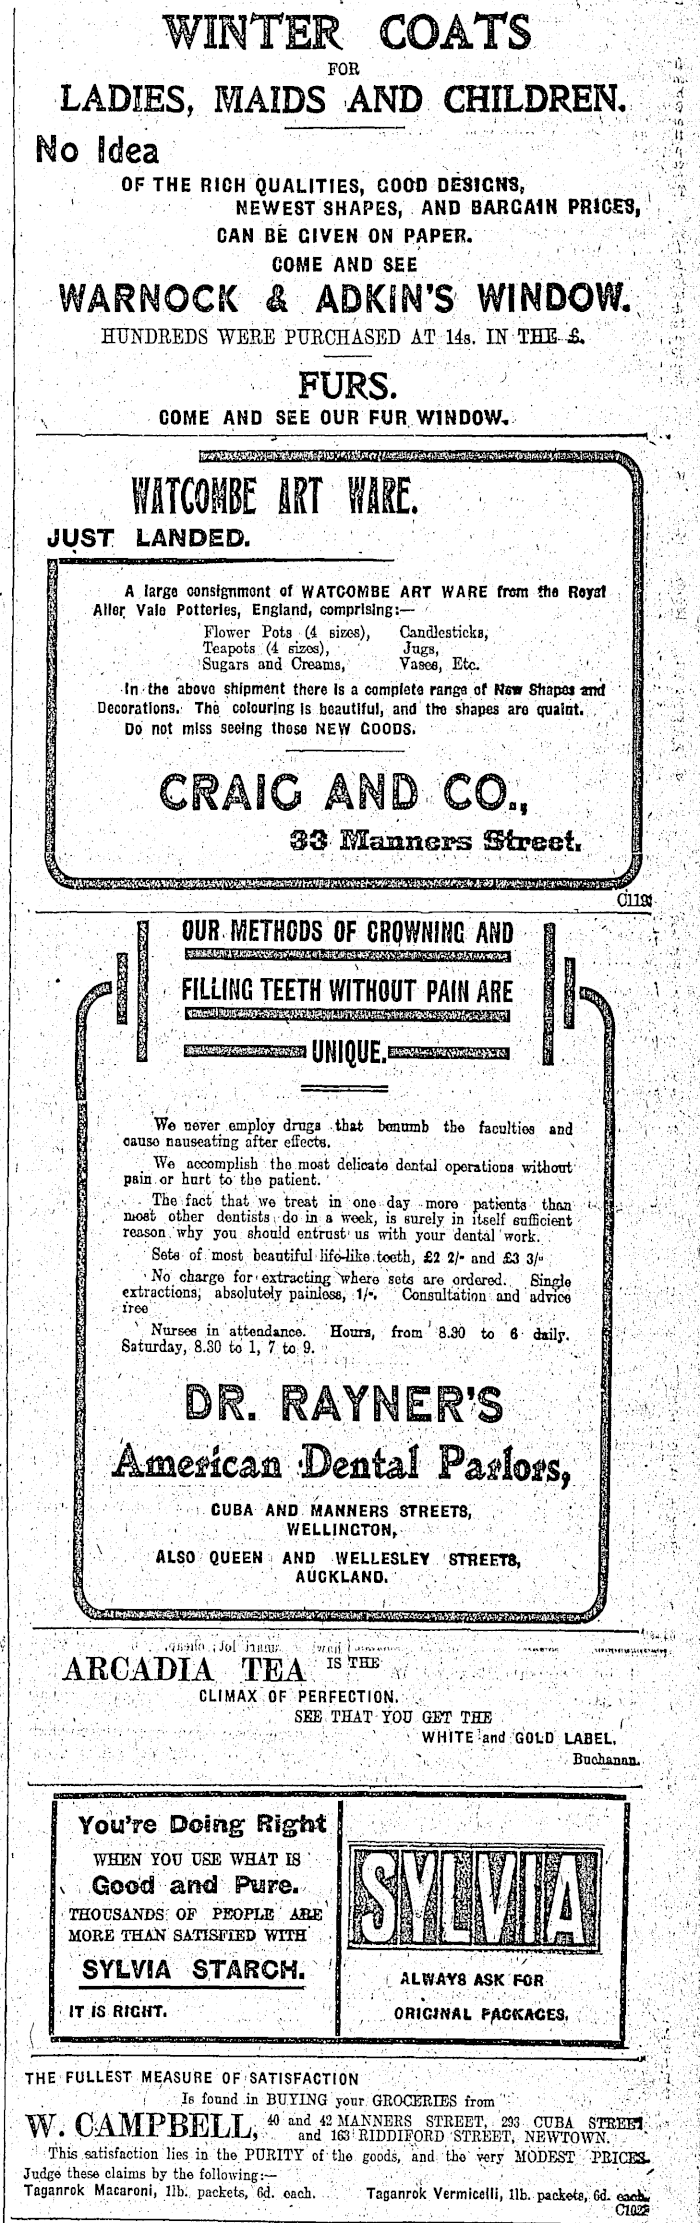 WINTER COATS
FOR
LADIES, MAIDS AND CHILDREN.
No Idea
OF THE RICH QUALITIES, GOOD DESIGNS,
NEWEST SHAPES, AND BARGAIN PRICES,
CAN BE GIVEN ON PAPER.
COME AND SEE
WARNOCK & ADKIN'S WINDOW.
HUNDREDS WERE PURCHASED AT 14s. IN THE £.
FURS.
COME AND SEE OUR FUR WINDOW.
WATCOMBE ART WARE.
JUST LANDED.
A large consignment of WATCOMBE ART WARE from the Royal
Aller Vale Potteries, England, comprising:—
Flower Pots (4 sizes), Candlesticks,
Teapots (4 sizes), Jugs,
Sugars and Creams, Vases, Etc.
In the above shipment there is a complete range of New Shapes and
Decorations. The colouring is beautiful, and the shapes are quaint.
Do not miss seeing these NEW GOODS.
CRAIG AND CO.,
33 Manners Street.
C119
OUR METHODS OF CROWNING AND
FILLING TEETH WITHOUT PAIN ARE
UNIQUE.
We never employ drugs that benumb the faculties and
cause nauseating after effects.
We accomplish the most delicate dental operations without
pain or hurt to the patient.
The fact that we treat in one day more patients than
most other dentists do in a week, is surely in itself sufficient
reason why you should entrust us with your dental work.
Sets of most beautiful life-like teeth, £2 2/- and £3 3/-
No charge for extracting where sets are ordered. Single
extractions, absolutely painless, 1/-. Consultation and advice
free
Nurses in attendance. Hours, from 8.30 to 6 daily.
Saturday, 8.30 to 1, 7 to 9.
DR. RAYNER'S
American Dental Parlors,
CUBA AND MANNERS STREETS,
WELLINGTON,
ALSO QUEEN AND WELLESLEY STREETS,
AUCKLAND.
ARCADIA TEA IS THE
CLIMAX OF PERFECTION.
SEE THAT YOU GET THE
WHITE and GOLD LABEL.
Buchanan.
You're Doing Right
WHEN YOU USE WHAT IS
Good and Pure.
THOUSANDS OF PEOPLE ARE
MORE THAN SATISFIED WITH
SYLVIA STARCH.
IT IS RIGHT.
SYLVIA
ALWAYS ASK FOR
ORIGINAL PACKAGES.
THE FULLEST MEASURE OF SATISFACTION
Is found in BUYING your GROCERIES from
W. CAMPBELL, 40 and 42 MANNERS STREET, 293 CUBA STREET
and 163 RIDDIFORD STREET, NEWTOWN.
This satisfaction lies in the PURITY of the goods, and the very MODEST PRICES.
Judge these claims by the following:—
Taganrok Macaroni, 1lb. packets, 6d. each. Taganrok Vermicelli, 1lb. packets, 6d. each.
C1022